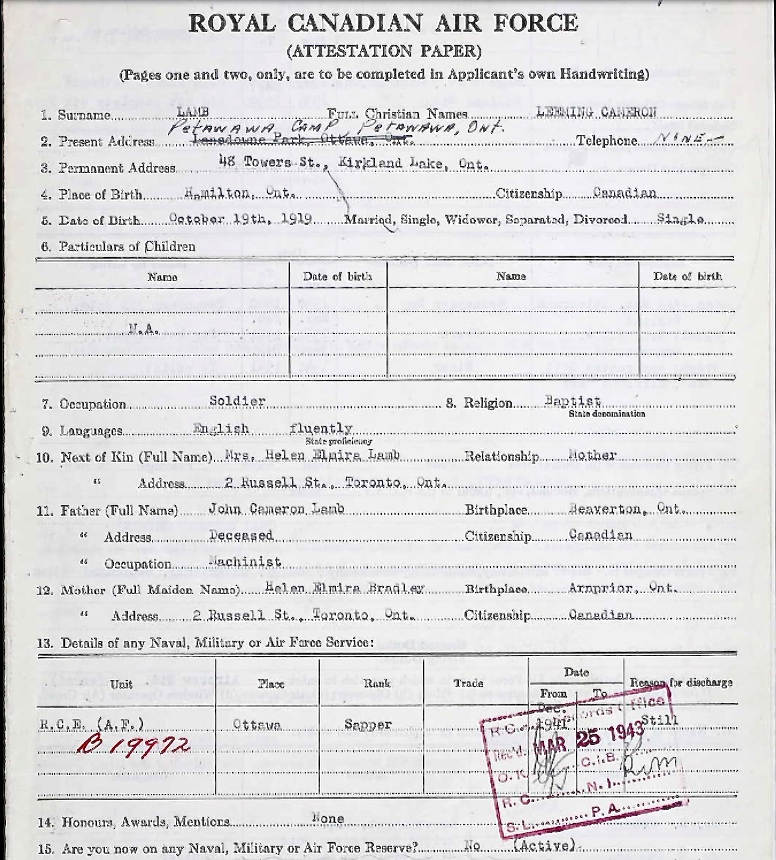 ROYAL CANADIAN AIR FORCE
(ATTESTATION PAPER)
(Pages one and two, only, are to be completed in Applicant's own Handwriting)
1. Surname LAMB Full Christian Names LEEMING CAMERON
Petawawa, Camp Petawawa, Ont.
2. Present Address Lansdowne Park, Ottawa, Ont. Telephone NONE
3. Permanent Address 48 Towers St., Kirkland Lake, Ont.
4. Place of Birth Hamilton, Ont. Citizenship Canadian
5. Date of Birth October 19th, 1919 Married, Single, Widower, Separated, Divorced Single
6. Particulars of Children
Name Date of birth Name Date of birth
N.A.
7. Occupation Soldier 8. Religion Baptist
State denomination
9. Languages English fluently
State proficiency
10. Next of Kin (Full Name) Mrs. Helen Elmira Lamb Relationship Mother
" Address 2 Russell St., Toronto, Ont.
11. Father (Full Name) John Cameron Lamb Birthplace Beaverton, Ont.
" Address Deceased Citizenship Canadian
" Occupation Machinist
12. Mother (Full Maiden Name) Helen Elmira Bradley Birthplace Arnprior, Ont.
" Address 2 Russell St., Toronto, Ont. Citizenship Canadian
13. Details of any Naval, Military or Air Force Service:
Unit Place Rank Trade Date Reason for discharge
From To
Dec.
R.C.E. (A.F.) Ottawa Sapper 1941 Still
B 19972
R.C. Records Office
Rec'd. MAR 25 1943
O.K. C.I.B.
R.C. N.I.
S.L. P.A.
14. Honours, Awards, Mentions None
15. Are you now on any Naval, Military or Air Force Reserve? No (Active)